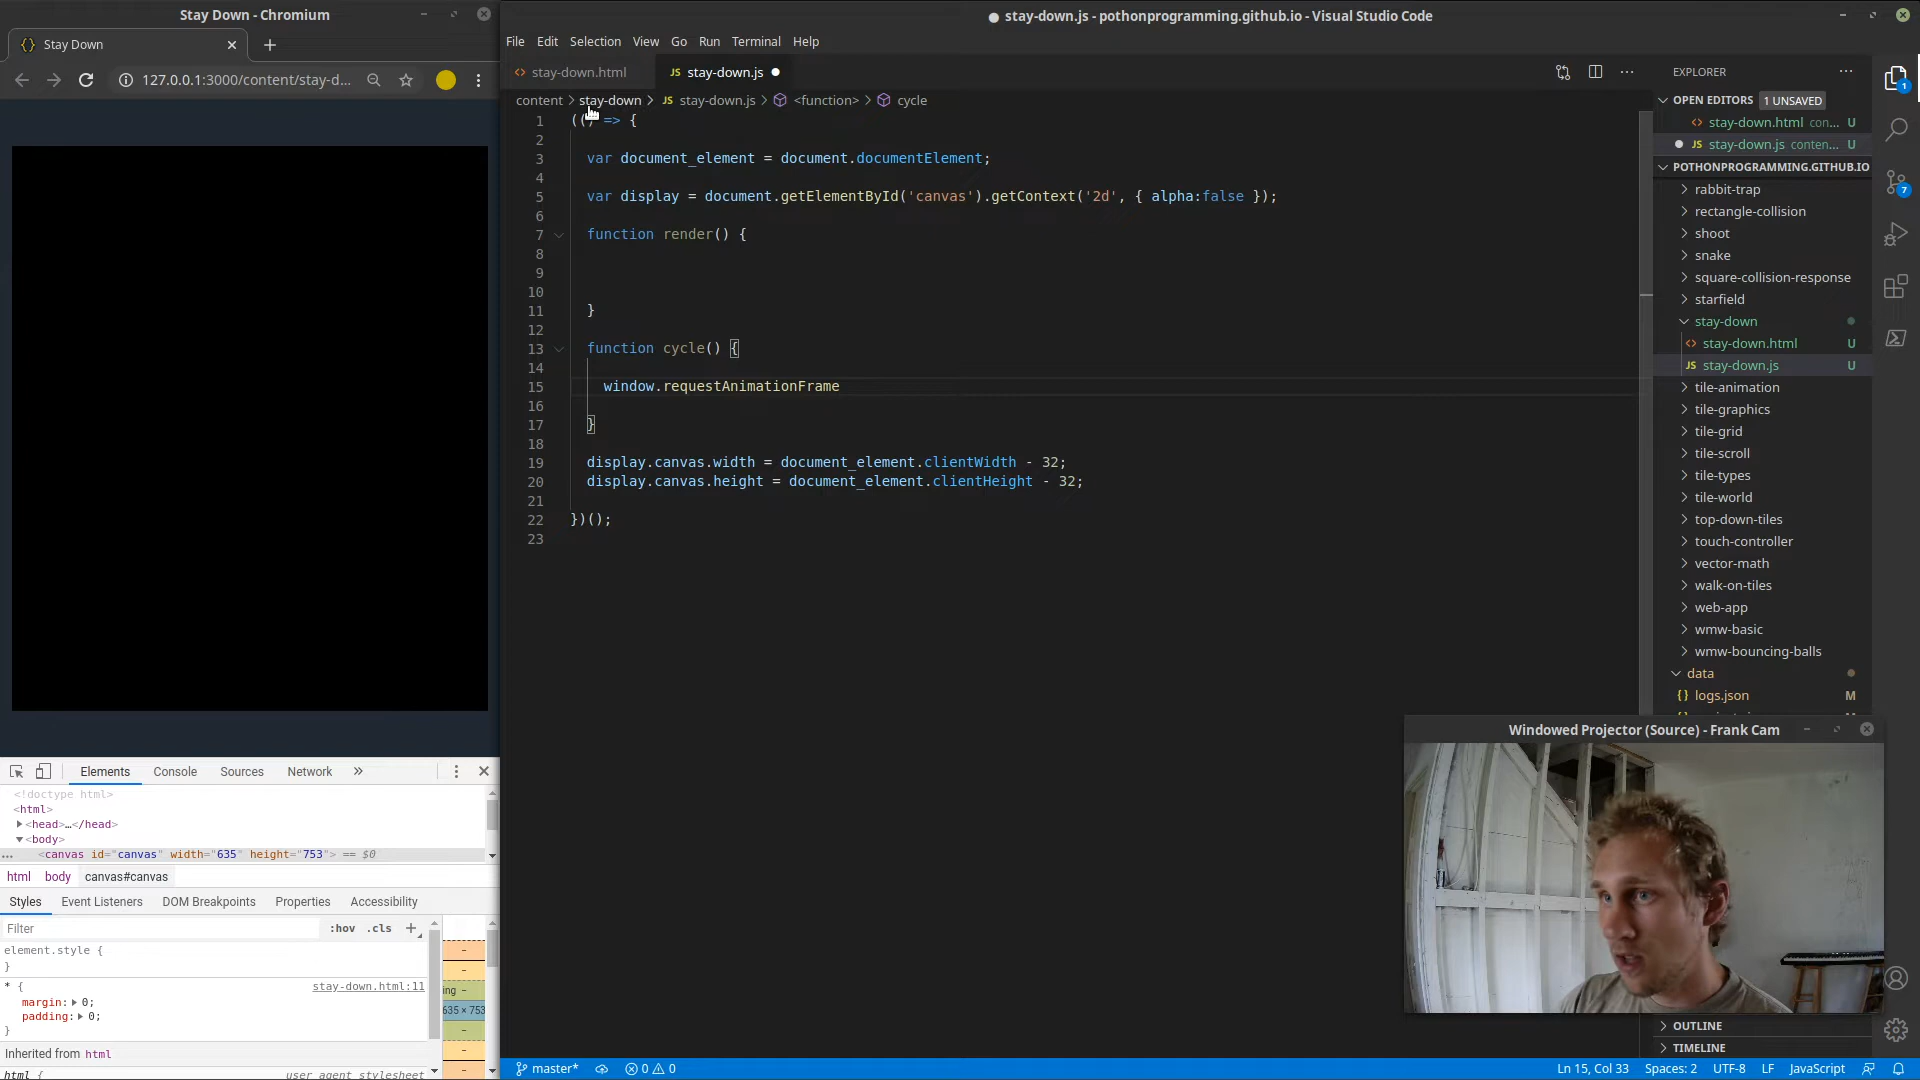 Stay Down - Chromium
Stay Down
127.0.0.1:3000/content/stay-d...
stay-down.js - pothonprogramming.github.io - Visual Studio Code
File Edit Selection View Go Run Terminal Help
stay-down.html
JS stay-down.js
content > stay-down > JS stay-down.js > <function> > cycle
1 (() => {
2
3 var document_element = document.documentElement;
4
5 var display = document.getElementById('canvas').getContext('2d', { alpha:false });
6
7 function render() {
8
9
10
11 }
12
13 function cycle() {
14
15 window.requestAnimationFrame
16
17 }
18
19 display.canvas.width = document_element.clientWidth - 32;
20 display.canvas.height = document_element.clientHeight - 32;
21
22 })();
23
EXPLORER
OPEN EDITORS 1 UNSAVED
stay-down.html con... U
JS stay-down.js conten... U
POTHONPROGRAMMING.GITHUB.IO
rabbit-trap
rectangle-collision
shoot
snake
square-collision-response
starfield
stay-down
stay-down.html U
JS stay-down.js U
tile-animation
tile-graphics
tile-grid
tile-scroll
tile-types
tile-world
top-down-tiles
touch-controller
vector-math
walk-on-tiles
web-app
wmw-basic
wmw-bouncing-balls
data
{} logs.json M
OUTLINE
TIMELINE
1
7
Windowed Projector (Source) - Frank Cam
Elements Console Sources Network »
<!doctype html>
<html>
<head>…</head>
<body>
<canvas id="canvas" width="635" height="753"> == $0
html body canvas#canvas
Styles Event Listeners DOM Breakpoints Properties Accessibility
Filter :hov .cls +
element.style {
}
* { stay-down.html:11
margin: 0;
padding: 0;
}
Inherited from html
html { user agent stylesheet
ing -
635 × 753
master* 0 0
Ln 15, Col 33 Spaces: 2 UTF-8 LF JavaScript